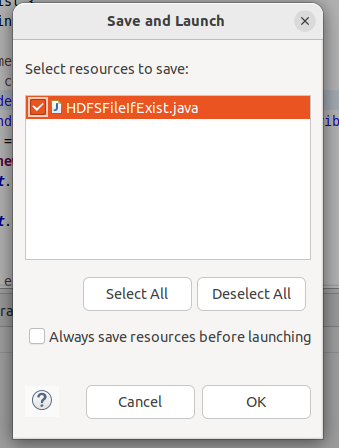 Save and Launch
Select resources to save:
HDFSFileIfExist.java
Select All
Deselect All
Always save resources before launching
Cancel
OK